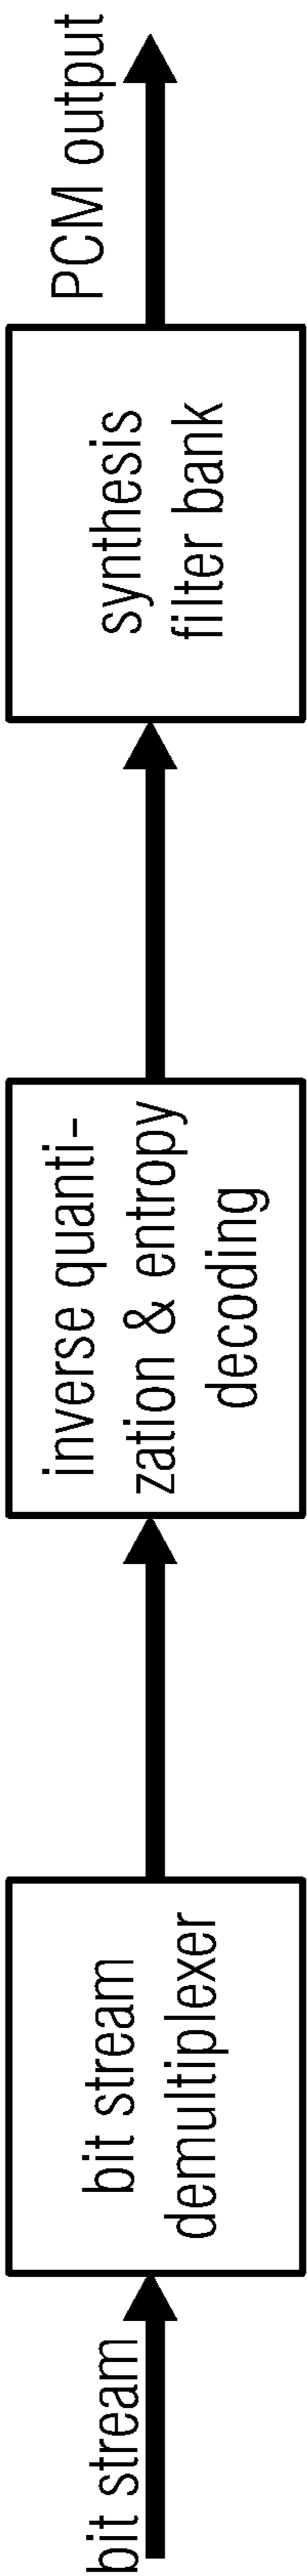 bit stream
bit stream
demultiplexer
inverse quanti-
zation & entropy
decoding
synthesis
filter bank
PCM output